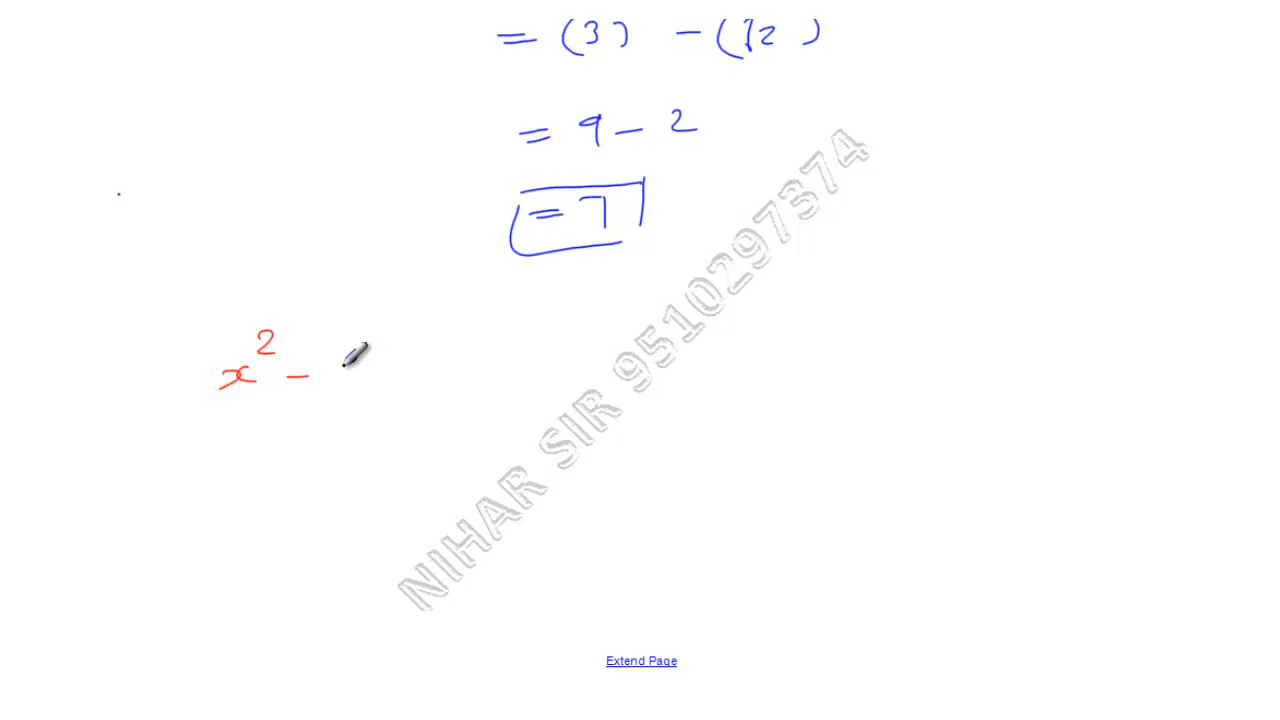 = (3) - (√2)
= 9 - 2
= 7
x² -
NIHAR SIR 9510297374
Extend Page